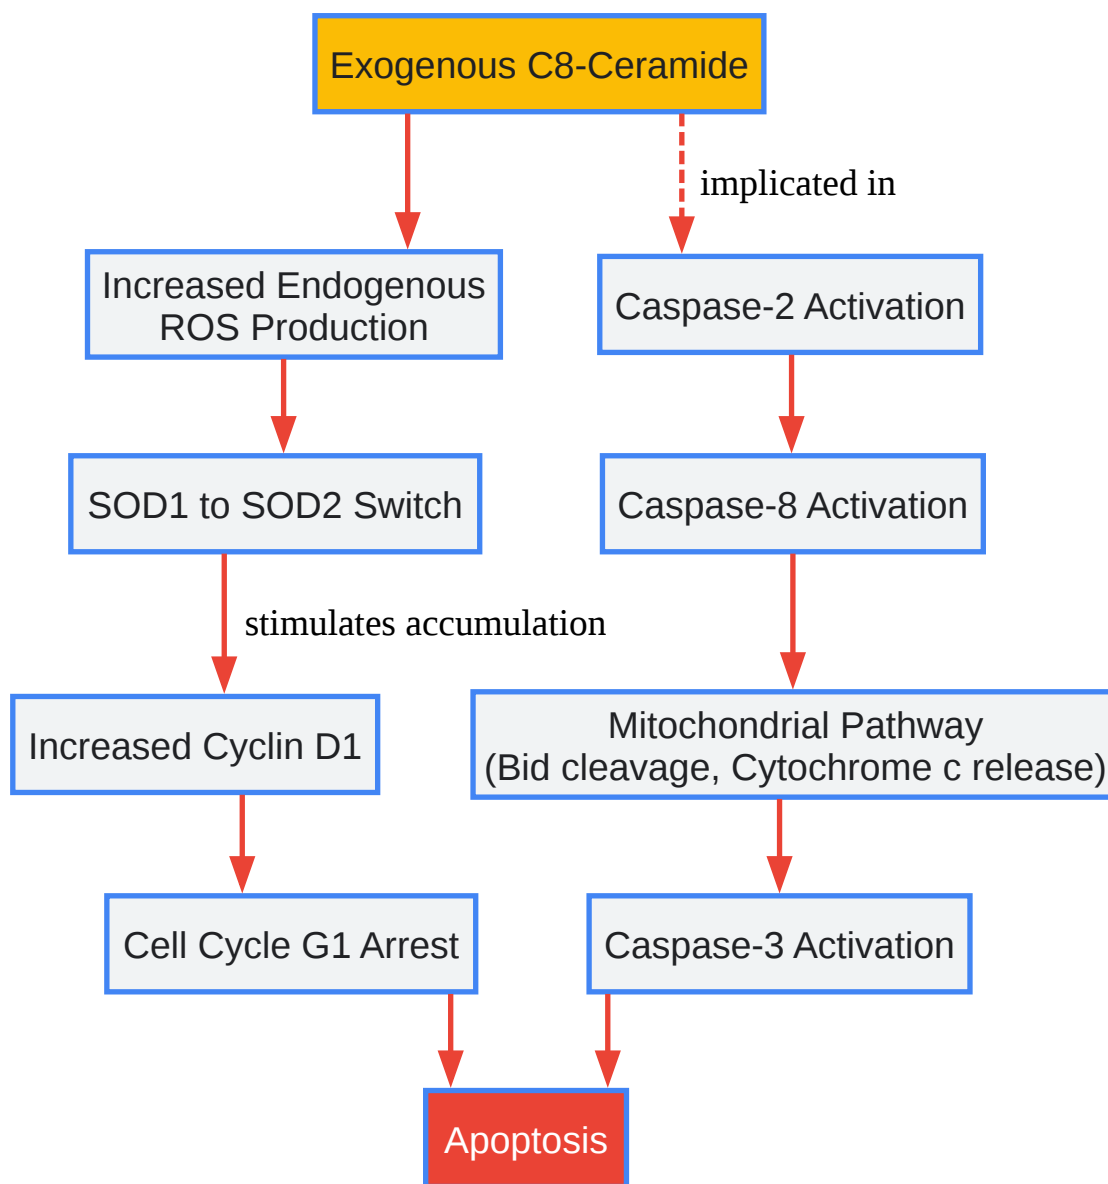 Exogenous C8-Ceramide
implicated in
Increased Endogenous
ROS Production
Caspase-2 Activation
SOD1 to SOD2 Switch
Caspase-8 Activation
stimulates accumulation
Increased Cyclin D1
Mitochondrial Pathway
(Bid cleavage, Cytochrome c release)
Cell Cycle G1 Arrest
Caspase-3 Activation
Apoptosis